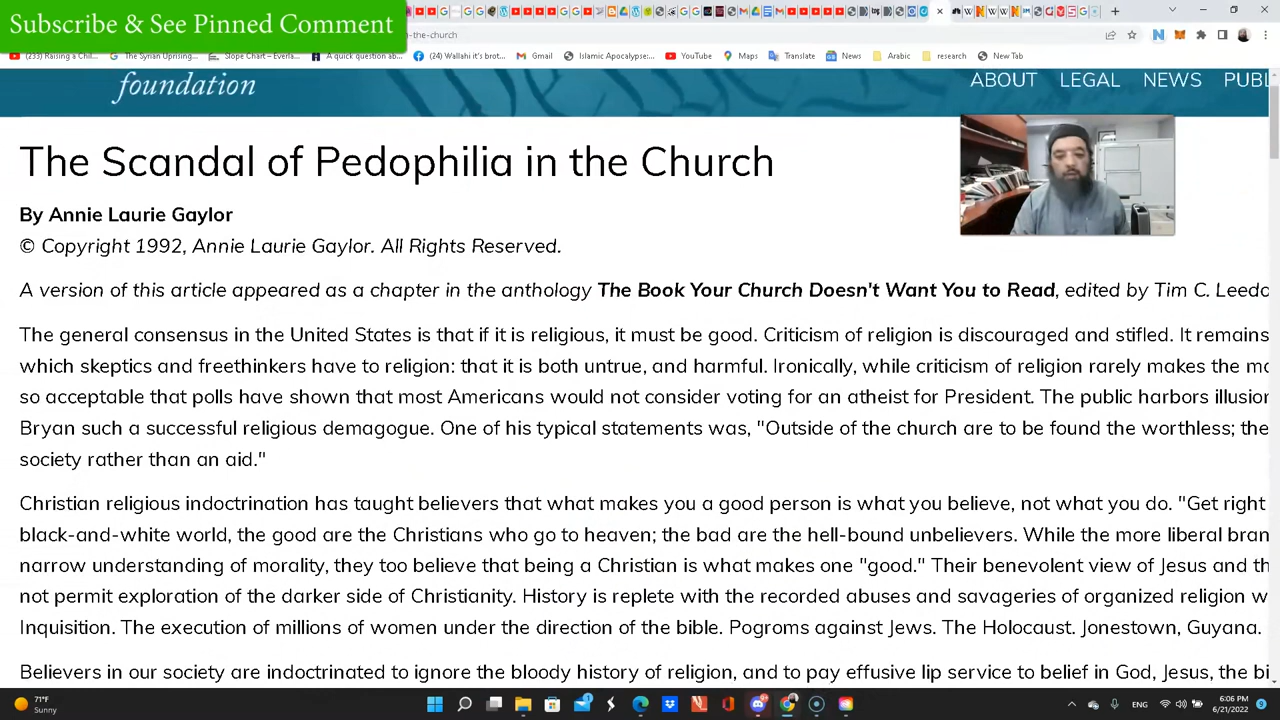 Subscribe & See Pinned Comment
n-the-church
(233) Raising a Chil...
The Syrian Uprising...
Slope Chart – Everla...
A quick question ab...
(24) Wallahi it's brot...
Gmail
Islamic Apocalypse:...
YouTube
Maps
Translate
News
Arabic
research
New Tab
foundation
ABOUT LEGAL NEWS PUBL
The Scandal of Pedophilia in the Church
By Annie Laurie Gaylor
© Copyright 1992, Annie Laurie Gaylor. All Rights Reserved.
A version of this article appeared as a chapter in the anthology The Book Your Church Doesn't Want You to Read, edited by Tim C. Leedo
The general consensus in the United States is that if it is religious, it must be good. Criticism of religion is discouraged and stifled. It remains
which skeptics and freethinkers have to religion: that it is both untrue, and harmful. Ironically, while criticism of religion rarely makes the mo
so acceptable that polls have shown that most Americans would not consider voting for an atheist for President. The public harbors illusion
Bryan such a successful religious demagogue. One of his typical statements was, "Outside of the church are to be found the worthless; the
society rather than an aid."
Christian religious indoctrination has taught believers that what makes you a good person is what you believe, not what you do. "Get right
black-and-white world, the good are the Christians who go to heaven; the bad are the hell-bound unbelievers. While the more liberal bran
narrow understanding of morality, they too believe that being a Christian is what makes one "good." Their benevolent view of Jesus and th
not permit exploration of the darker side of Christianity. History is replete with the recorded abuses and savageries of organized religion w
Inquisition. The execution of millions of women under the direction of the bible. Pogroms against Jews. The Holocaust. Jonestown, Guyana.
Believers in our society are indoctrinated to ignore the bloody history of religion, and to pay effusive lip service to belief in God, Jesus, the bi
71°F
Sunny
ENG
6:06 PM
6/21/2022